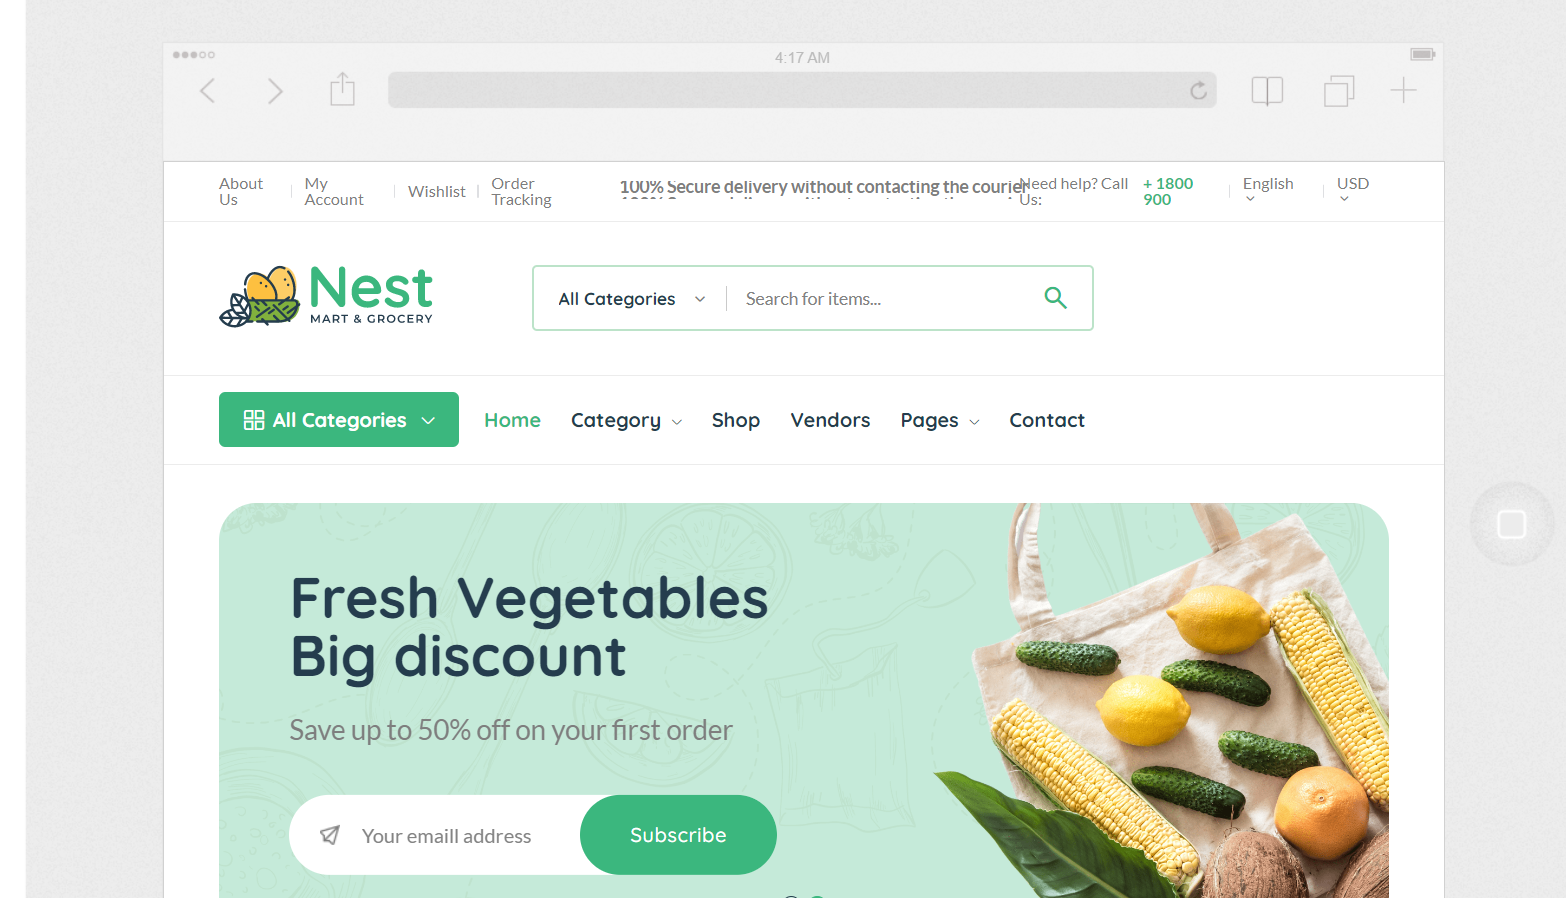 4:17 AM
About Us
My Account
Wishlist
Order Tracking
100% Secure delivery without contacting the courier
Need help? Call Us:
+ 1800 900
English
USD
Nest
MART & GROCERY
All Categories
Search for items...
All Categories
Home
Category
Shop
Vendors
Pages
Contact
Fresh Vegetables
Big discount
Save up to 50% off on your first order
Your emaill address
Subscribe